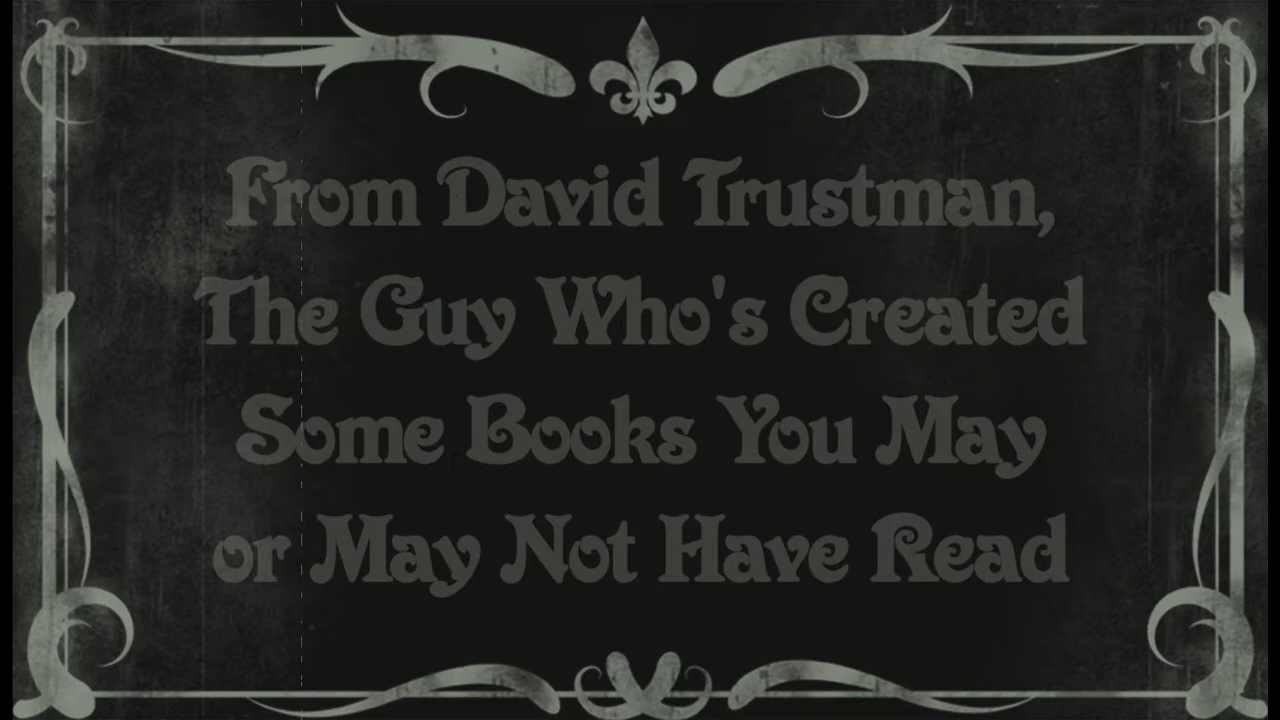 From David Trustman,
The Guy Who's Created
Some Books You May
or May Not Have Read